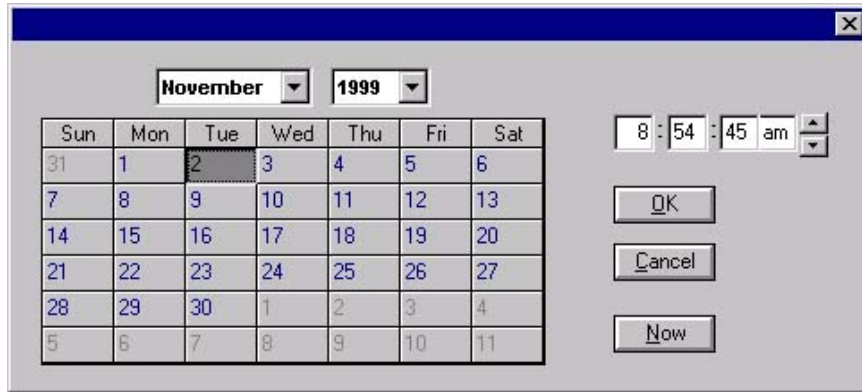 November 1999
Sun Mon Tue Wed Thu Fri Sat
31 1 2 3 4 5 6
7 8 9 10 11 12 13
14 15 16 17 18 19 20
21 22 23 24 25 26 27
28 29 30 1 2 3 4
5 6 7 8 9 10 11
8 : 54 : 45 am
OK
Cancel
Now